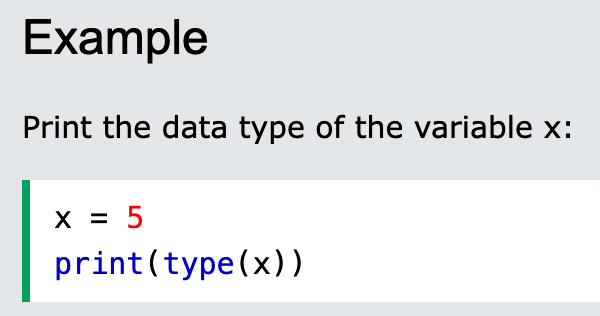 Example
Print the data type of the variable x:
x = 5
print(type(x))